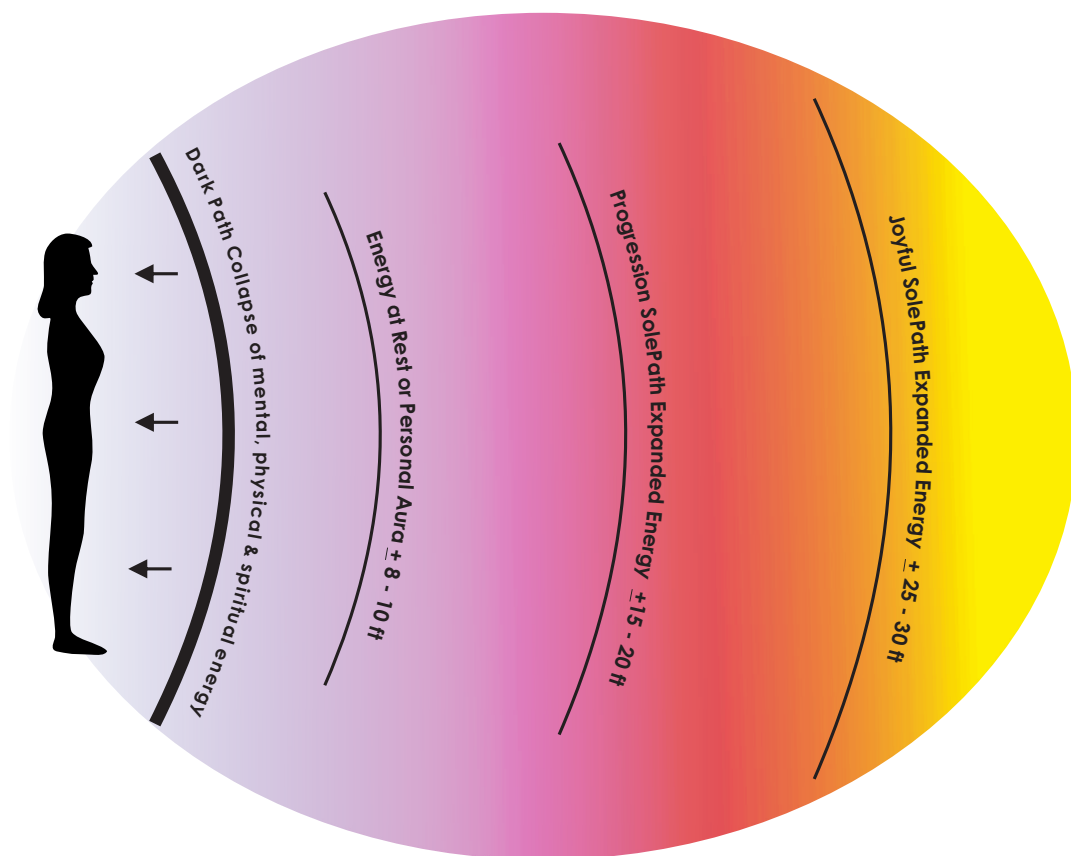 Dark Path Collapse of mental, physical & spiritual energy
Energy at Rest or Personal Aura ± 8 - 10 ft
Progression SolePath Expanded Energy ±15 - 20 ft
Joyful SolePath Expanded Energy ± 25 - 30 ft